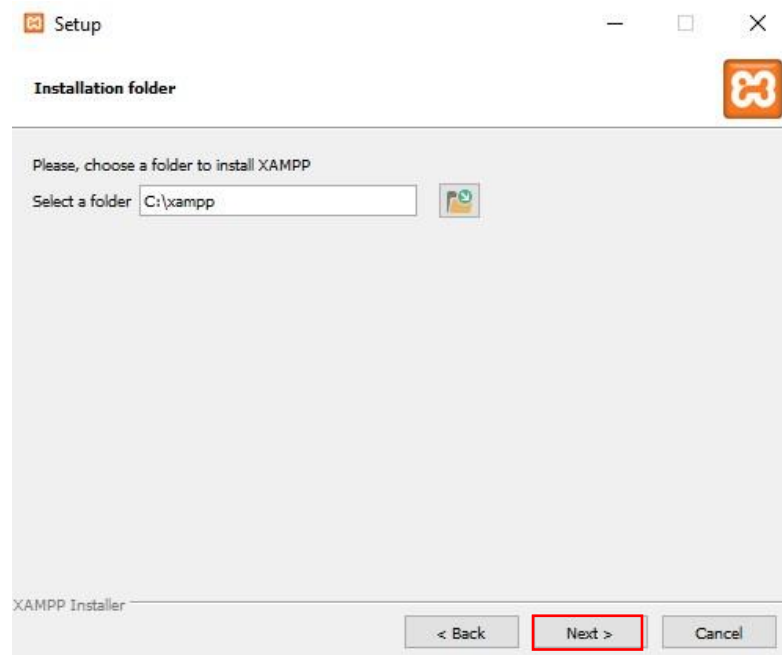 Setup
Installation folder
Please, choose a folder to install XAMPP
Select a folder C:\xampp
XAMPP Installer
< Back Next > Cancel